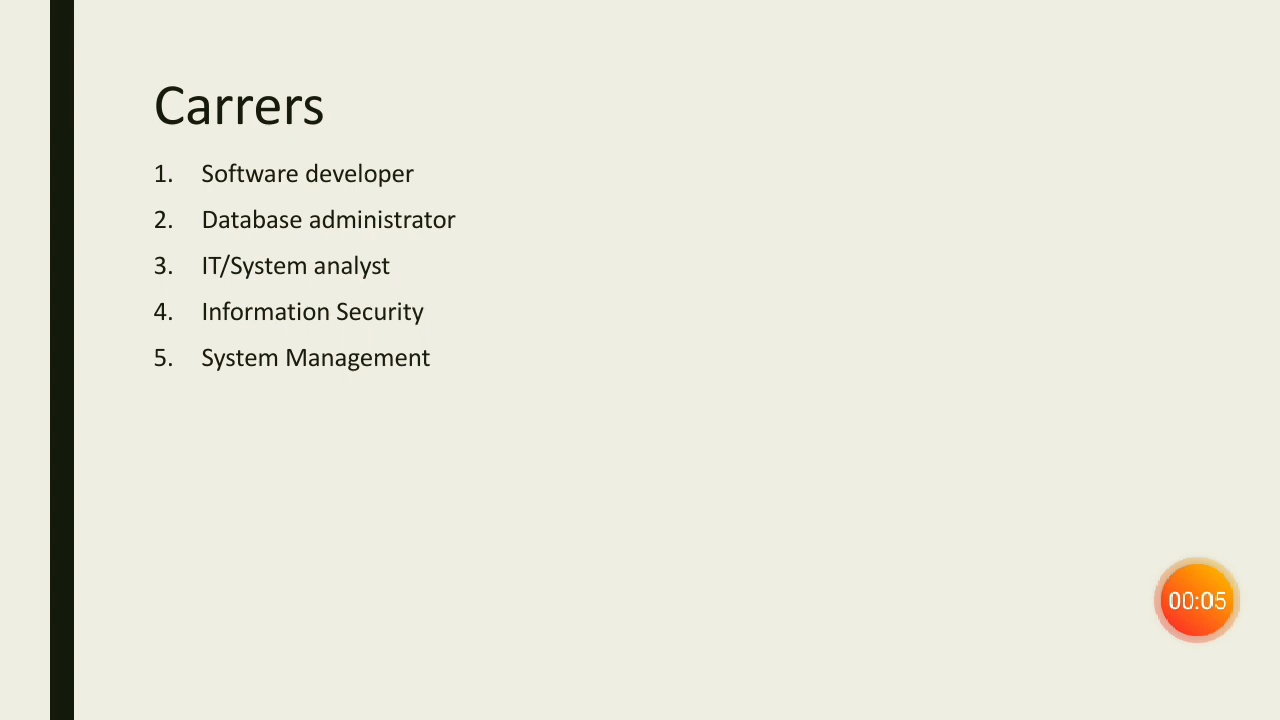 Carrers
1. Software developer
2. Database administrator
3. IT/System analyst
4. Information Security
5. System Management
00:05